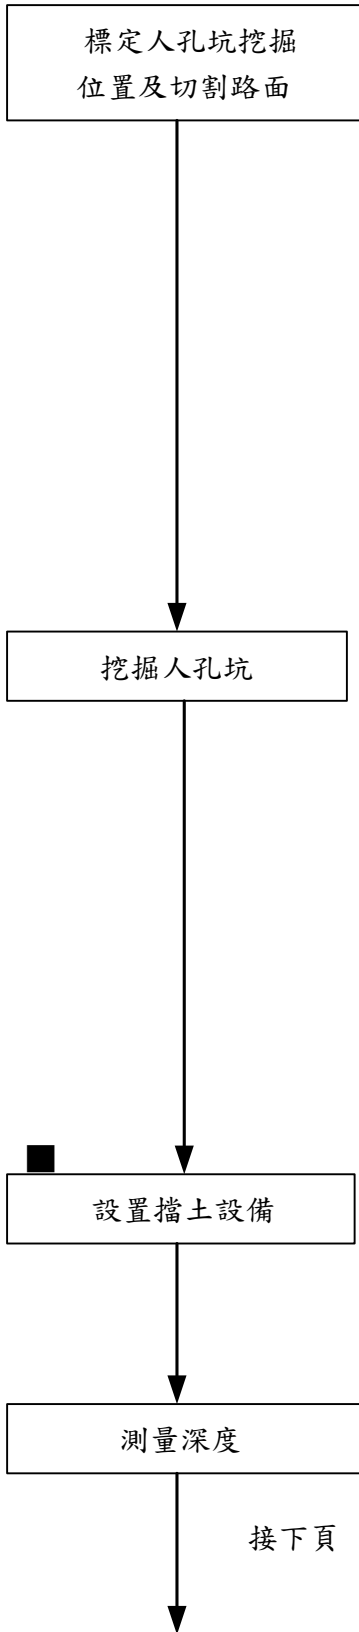 標定人孔坑挖掘
位置及切割路面
挖掘人孔坑
設置擋土設備
測量深度
接下頁